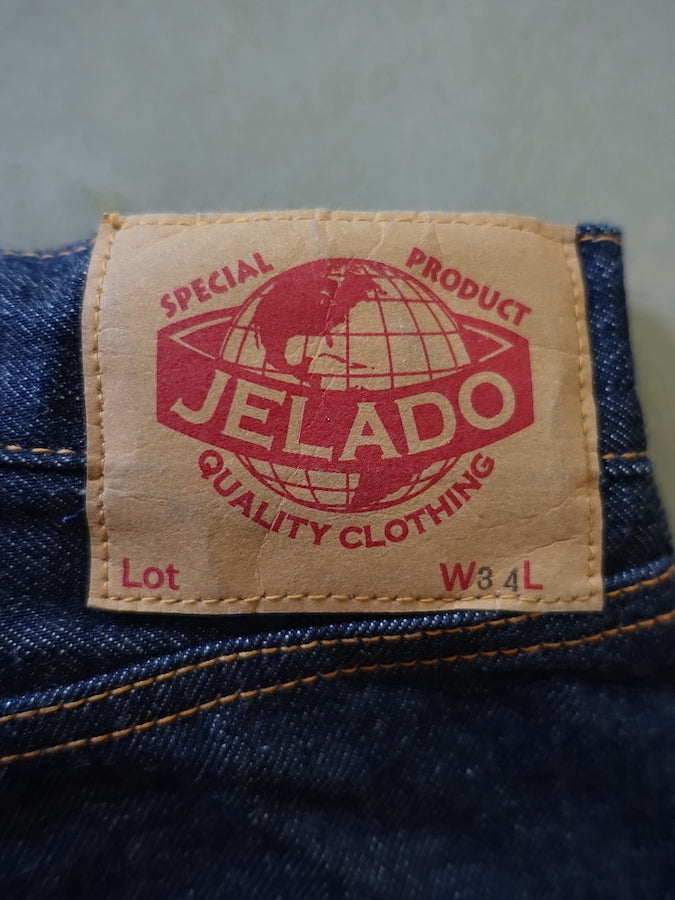 SPECIAL PRODUCT
JELADO
QUALITY CLOTHING
Lot W34L